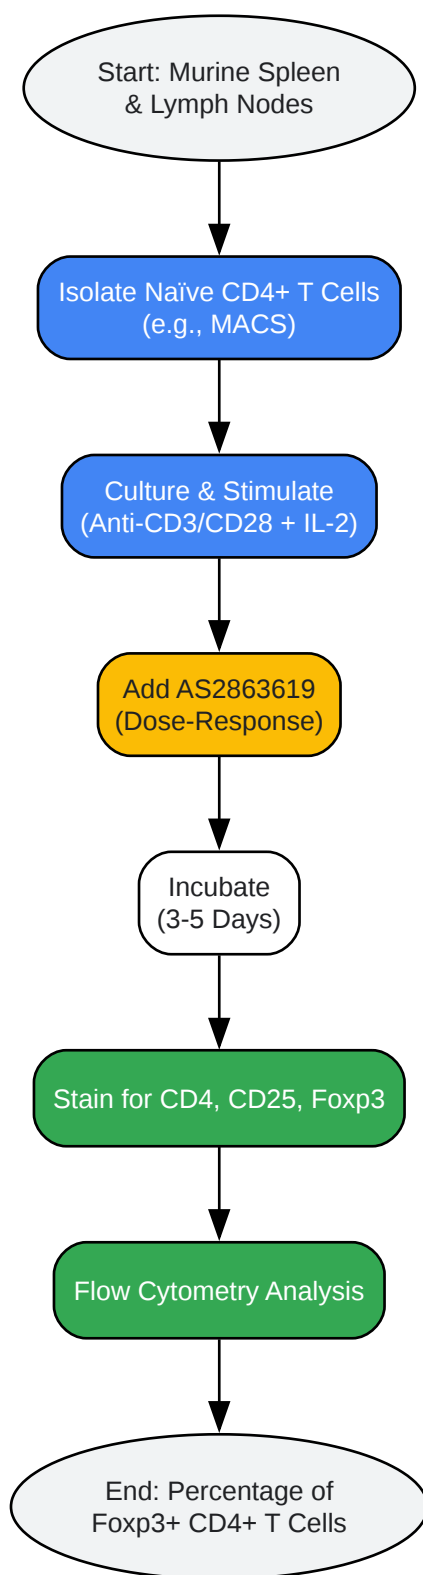 Start: Murine Spleen
& Lymph Nodes
Isolate Naïve CD4+ T Cells
(e.g., MACS)
Culture & Stimulate
(Anti-CD3/CD28 + IL-2)
Add AS2863619
(Dose-Response)
Incubate
(3-5 Days)
Stain for CD4, CD25, Foxp3
Flow Cytometry Analysis
End: Percentage of
Foxp3+ CD4+ T Cells